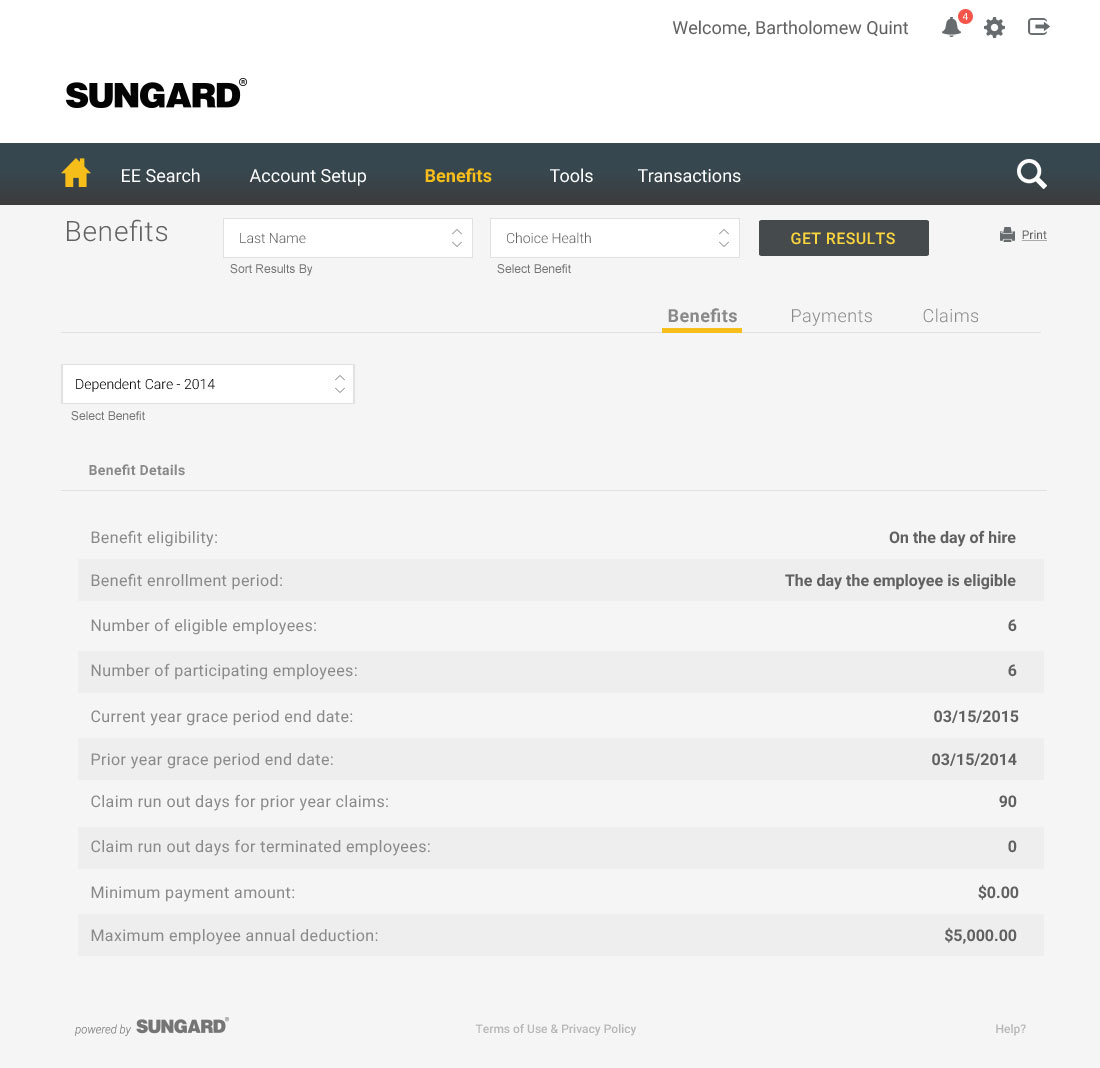 Welcome, Bartholomew Quint 4
SUNGARD®
EE Search Account Setup Benefits Tools Transactions
Benefits Last Name Choice Health GET RESULTS Print
Sort Results By Select Benefit
Benefits Payments Claims
Dependent Care - 2014
Select Benefit
Benefit Details
Benefit eligibility: On the day of hire
Benefit enrollment period: The day the employee is eligible
Number of eligible employees: 6
Number of participating employees: 6
Current year grace period end date: 03/15/2015
Prior year grace period end date: 03/15/2014
Claim run out days for prior year claims: 90
Claim run out days for terminated employees: 0
Minimum payment amount: $0.00
Maximum employee annual deduction: $5,000.00
powered by SUNGARD® Terms of Use & Privacy Policy Help?